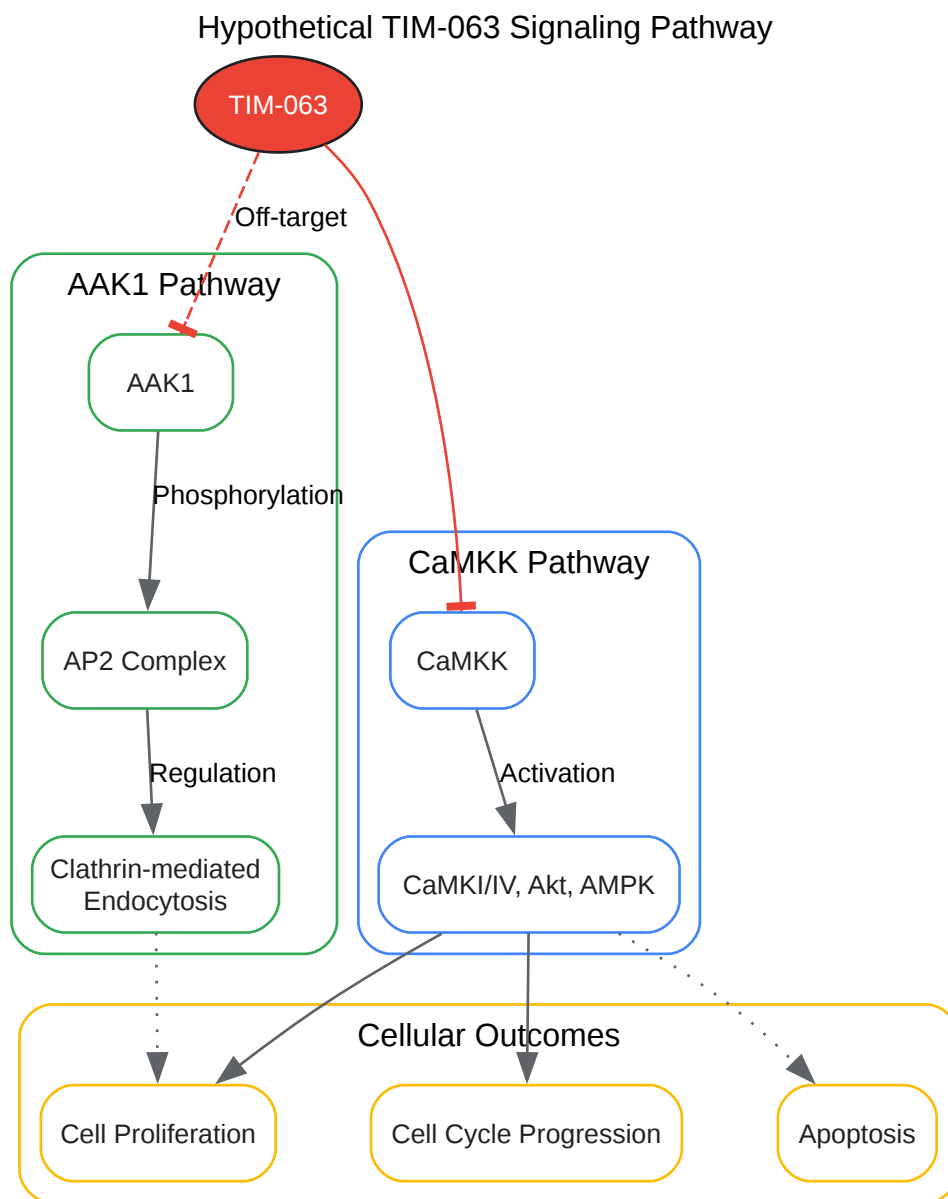 Hypothetical TIM-063 Signaling Pathway
TIM-063
Off-target
AAK1 Pathway
AAK1
Phosphorylation
CaMKK Pathway
AP2 Complex
CaMKK
Regulation
Activation
Clathrin-mediated
Endocytosis
CaMKI/IV, Akt, AMPK
Cellular Outcomes
Cell Proliferation
Cell Cycle Progression
Apoptosis